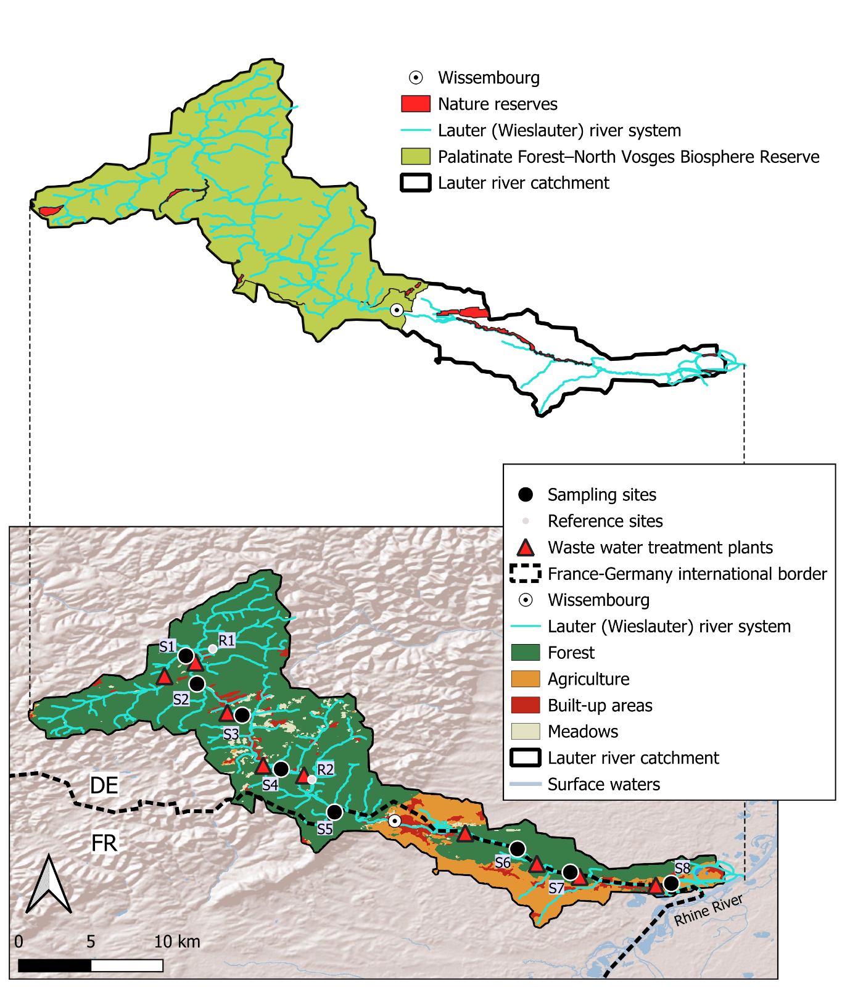 Wissembourg
Nature reserves
Lauter (Wieslauter) river system
Palatinate Forest–North Vosges Biosphere Reserve
Lauter river catchment
Sampling sites
Reference sites
Waste water treatment plants
France-Germany international border
Wissembourg
Lauter (Wieslauter) river system
Forest
Agriculture
Built-up areas
Meadows
Lauter river catchment
Surface waters
S1
R1
S2
S3
R2
S4
S5
DE
FR
S6
S7
S8
Rhine River
0 5 10 km